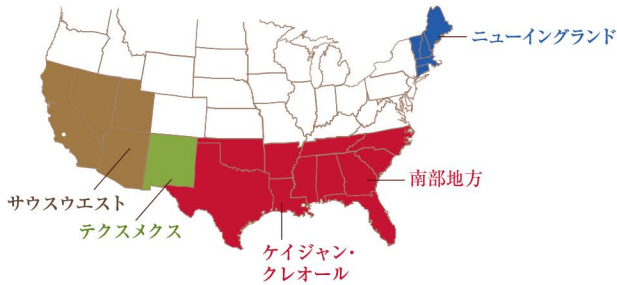 ニューイングランド
南部地方
サウスウエスト
テクスメクス
ケイジャン・
クレオール